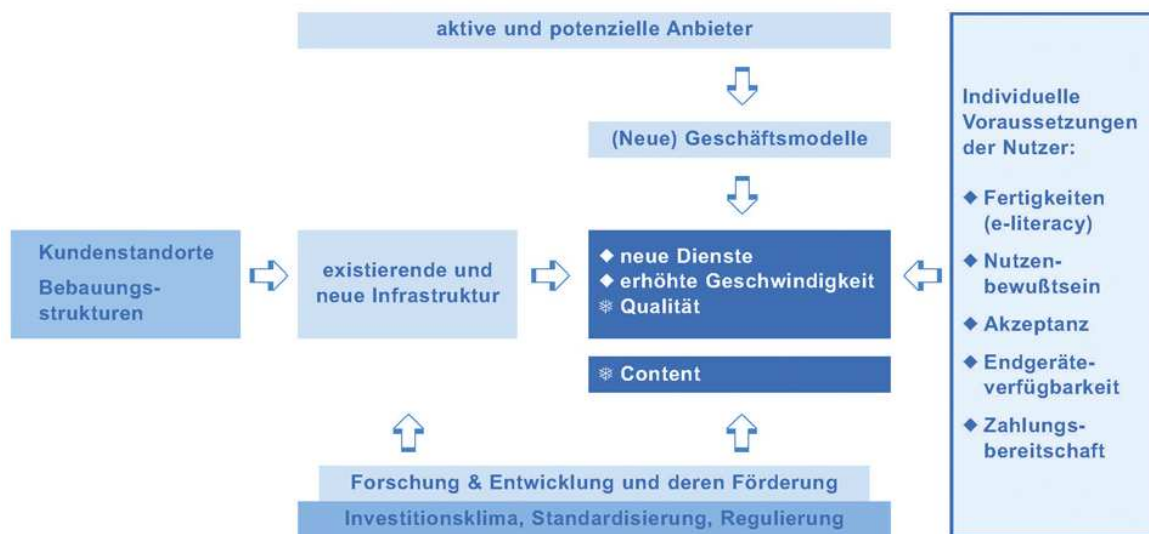 aktive und potenzielle Anbieter
(Neue) Geschäftsmodelle
Kundenstandorte
Bebauungs-
strukturen
existierende und
neue Infrastruktur
◆ neue Dienste
◆ erhöhte Geschwindigkeit
❄ Qualität
❄ Content
Forschung & Entwicklung und deren Förderung
Investitionsklima, Standardisierung, Regulierung
Individuelle
Voraussetzungen
der Nutzer:
◆ Fertigkeiten
(e-literacy)
◆ Nutzen-
bewußtsein
◆ Akzeptanz
◆ Endgeräte-
verfügbarkeit
◆ Zahlungs-
bereitschaft